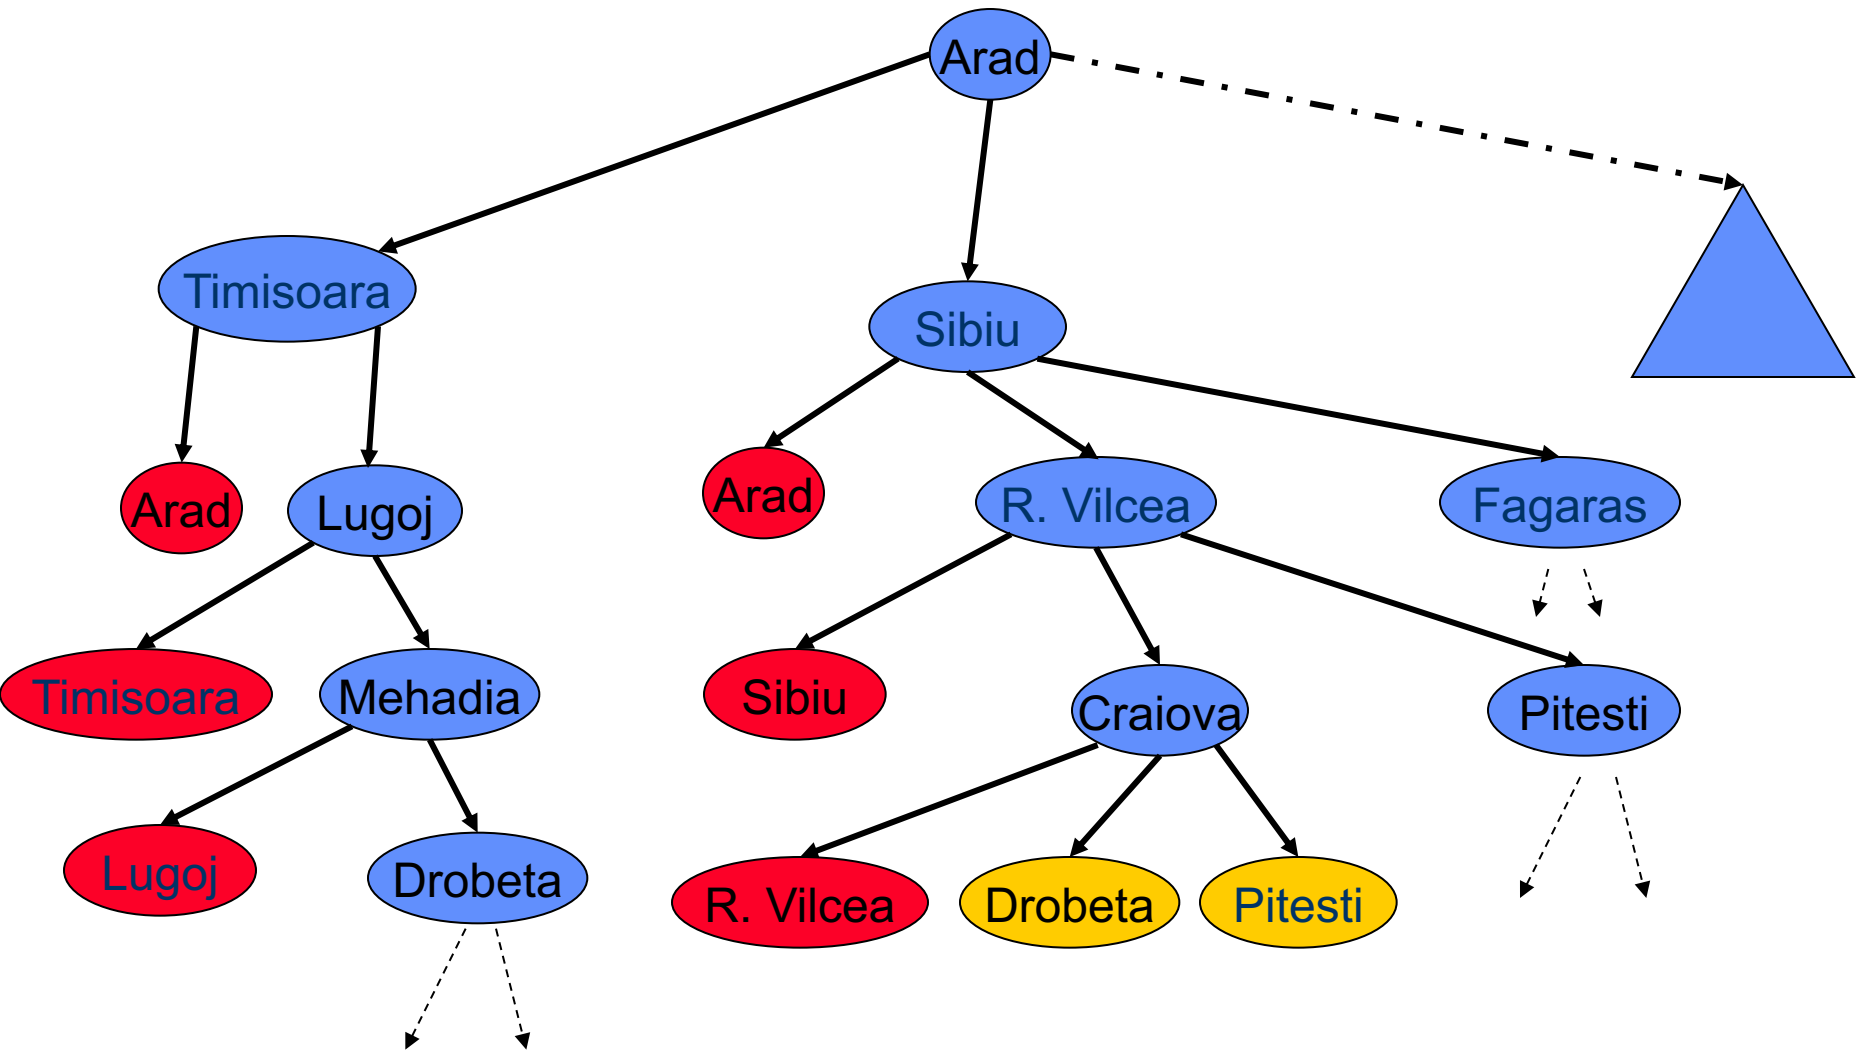 Arad
Timisoara
Sibiu
Arad
Lugoj
Arad
R. Vilcea
Fagaras
Timisoara
Mehadia
Sibiu
Craiova
Pitesti
Lugoj
Drobeta
R. Vilcea
Drobeta
Pitesti